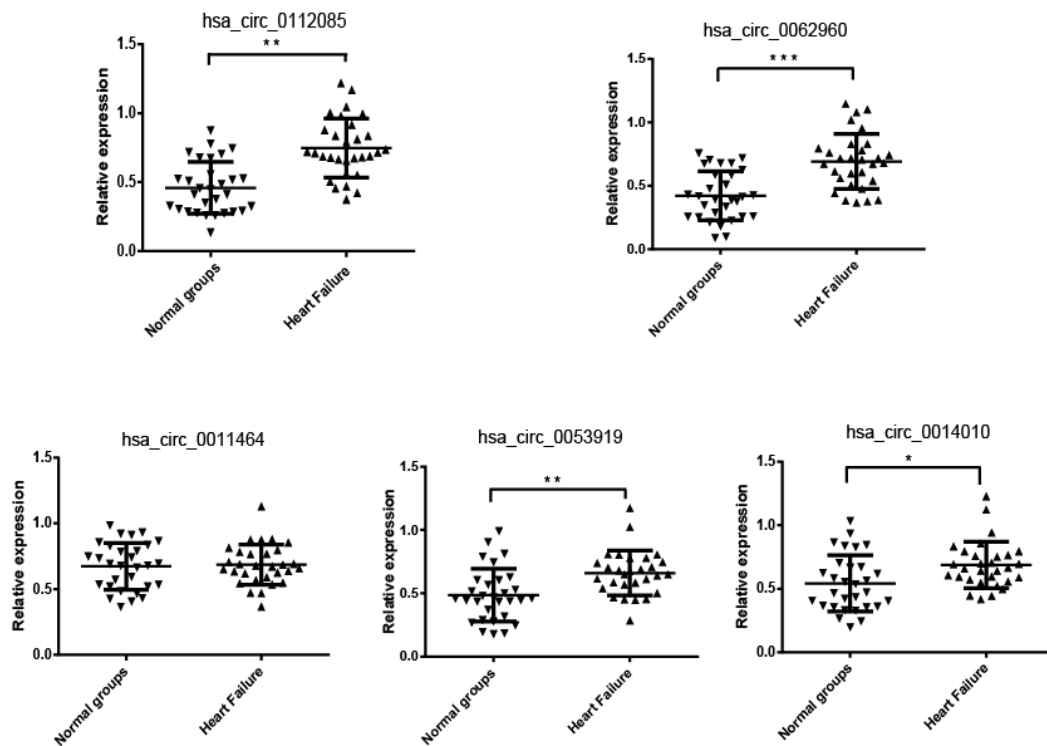 hsa_circ_0112085
**
Relative expression
1.5
1.0
0.5
0.0
Normal groups
Heart Failure
hsa_circ_0062960
***
Relative expression
1.5
1.0
0.5
0.0
Normal groups
Heart Failure
hsa_circ_0011464
Relative expression
1.5
1.0
0.5
0.0
Normal groups
Heart Failure
hsa_circ_0053919
**
Relative expression
1.5
1.0
0.5
0.0
Normal groups
Heart Failure
hsa_circ_0014010
*
Relative expression
1.5
1.0
0.5
0.0
Normal groups
Heart Failure